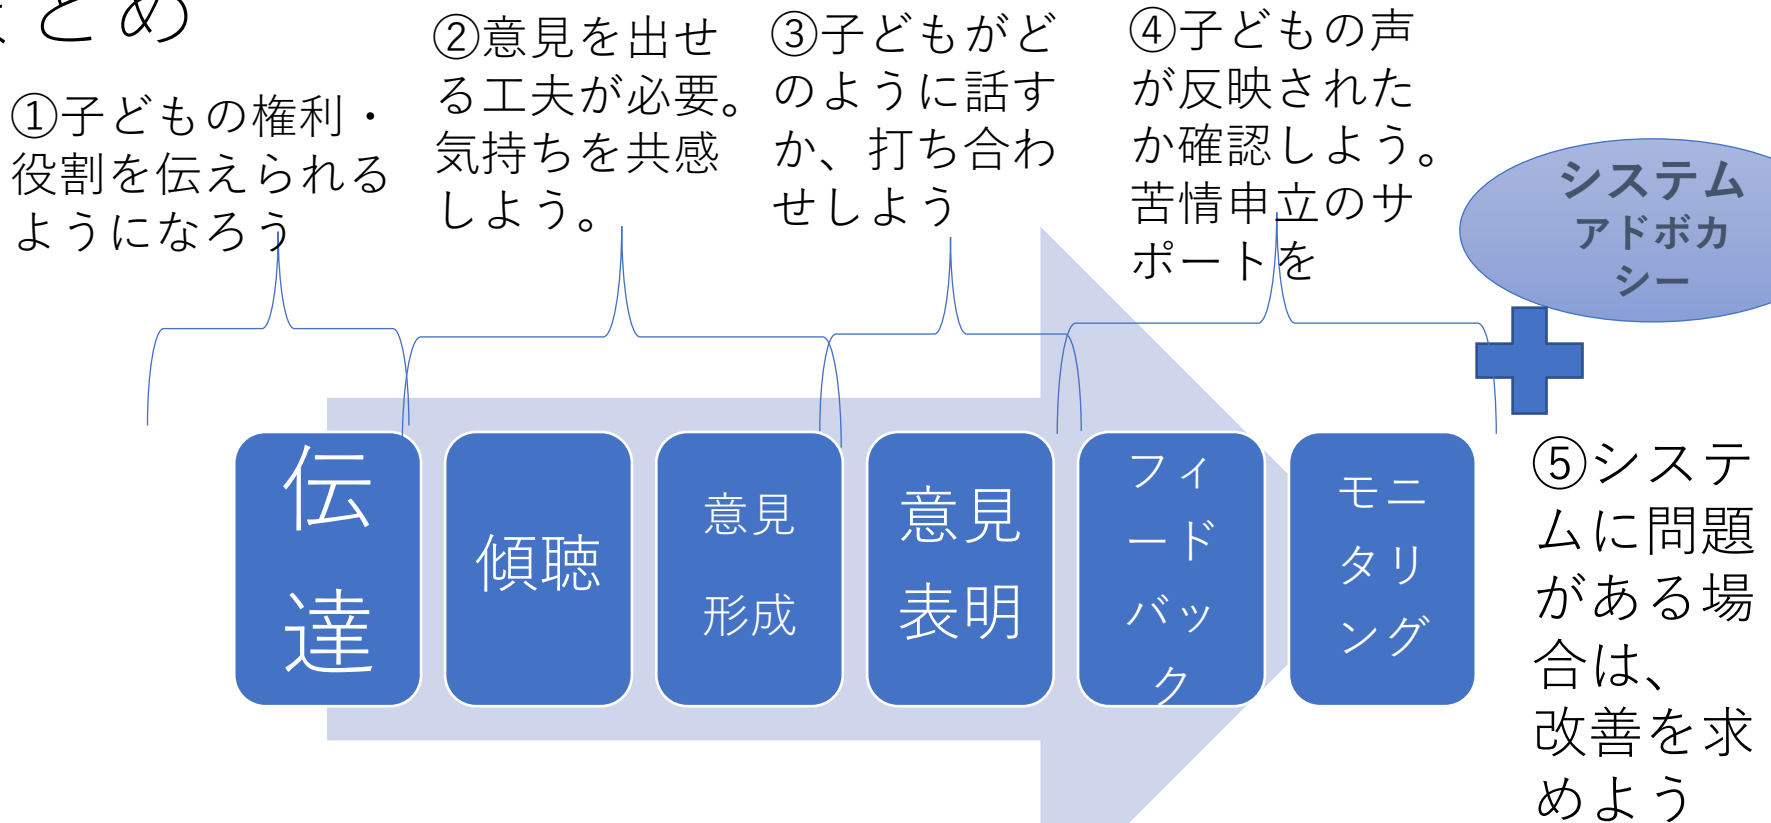 まとめ
①子どもの権利・
役割を伝えられる
ようになろう
②意見を出せ
る工夫が必要。
気持ちを共感
しよう。
③子どもがど
のように話す
か、打ち合わ
せしよう
④子どもの声
が反映された
か確認しよう。
苦情申立のサ
ポートを
システム
アドボカ
シー
伝
達
傾聴
意見
形成
意見
表明
フィ
ード
バッ
ク
モニ
タリ
ング
⑤システ
ムに問題
がある場
合は、
改善を求
めよう